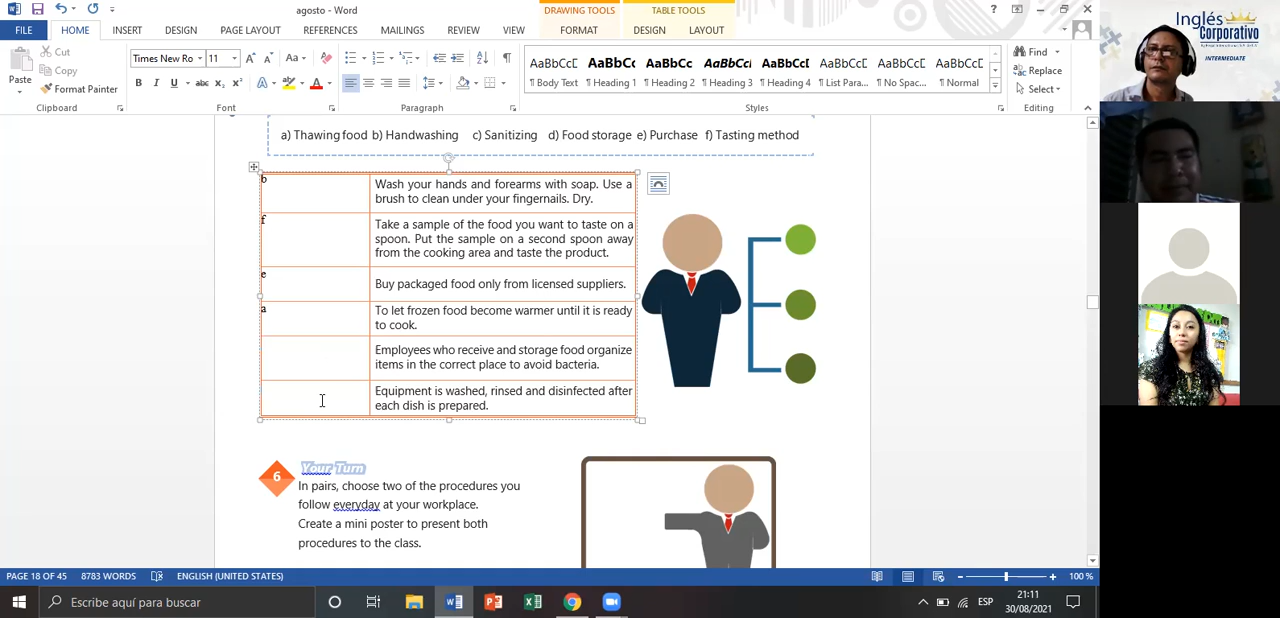 agosto - Word
DRAWING TOOLS
TABLE TOOLS
FILE
HOME
INSERT
DESIGN
PAGE LAYOUT
REFERENCES
MAILINGS
REVIEW
VIEW
FORMAT
DESIGN
LAYOUT
Paste
Cut
Copy
Format Painter
Clipboard
Times New Ro
11
Font
Paragraph
AaBbCcD AaBbCc AaBbCc AaBbCc AaBbCcD AaBbCcD AaBbCcD AaBbCcD
¶ Body Text
¶ Heading 1
¶ Heading 2
¶ Heading 3
¶ Heading 4
¶ List Para...
¶ No Spac...
¶ Normal
Styles
Find
Replace
Select
Editing
Inglés
Corporativo
INTERMEDIATE
a) Thawing food b) Handwashing c) Sanitizing d) Food storage e) Purchase f) Tasting method
b
Wash your hands and forearms with soap. Use a
brush to clean under your fingernails. Dry.
f
Take a sample of the food you want to taste on a
spoon. Put the sample on a second spoon away
from the cooking area and taste the product.
e
Buy packaged food only from licensed suppliers.
a
To let frozen food become warmer until it is ready
to cook.
Employees who receive and storage food organize
items in the correct place to avoid bacteria.
Equipment is washed, rinsed and disinfected after
each dish is prepared.
6
Your Turn
In pairs, choose two of the procedures you
follow everyday at your workplace.
Create a mini poster to present both
procedures to the class.
PAGE 18 OF 45
8783 WORDS
ENGLISH (UNITED STATES)
100 %
Escribe aquí para buscar
ESP
21:11
30/08/2021